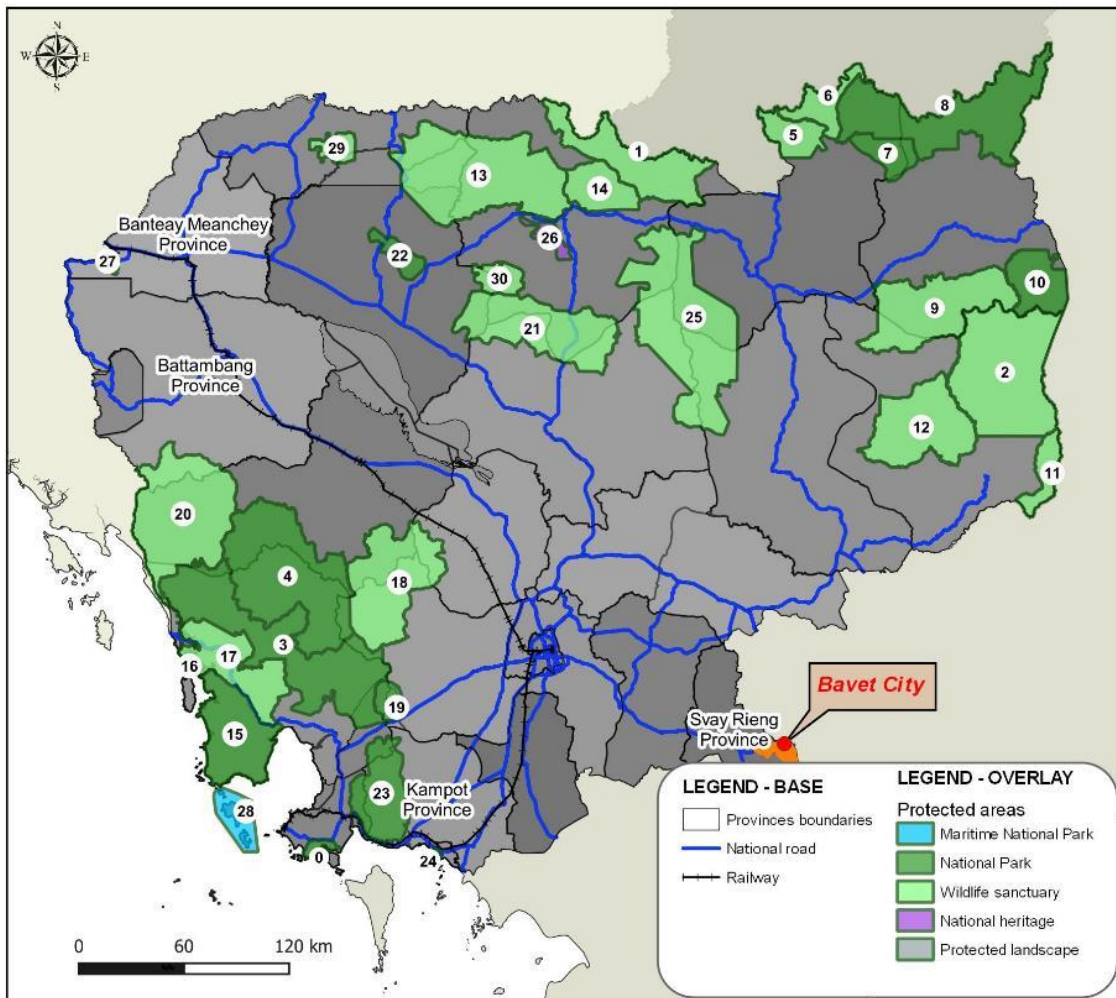 N
W E
S
6
8
5
7
29
1
13
14
Banteay Meanchey
Province
26
22
27
30
10
9
21
25
2
Battambang
Province
12
11
20
4
18
3
17
16
19
Bavet City
15
Svay Rieng
Province
23
Kampot
Province
28
0
24
LEGEND - BASE
Provinces boundaries
National road
Railway
LEGEND - OVERLAY
Protected areas
Maritime National Park
National Park
Wildlife sanctuary
National heritage
Protected landscape
0 60 120 km